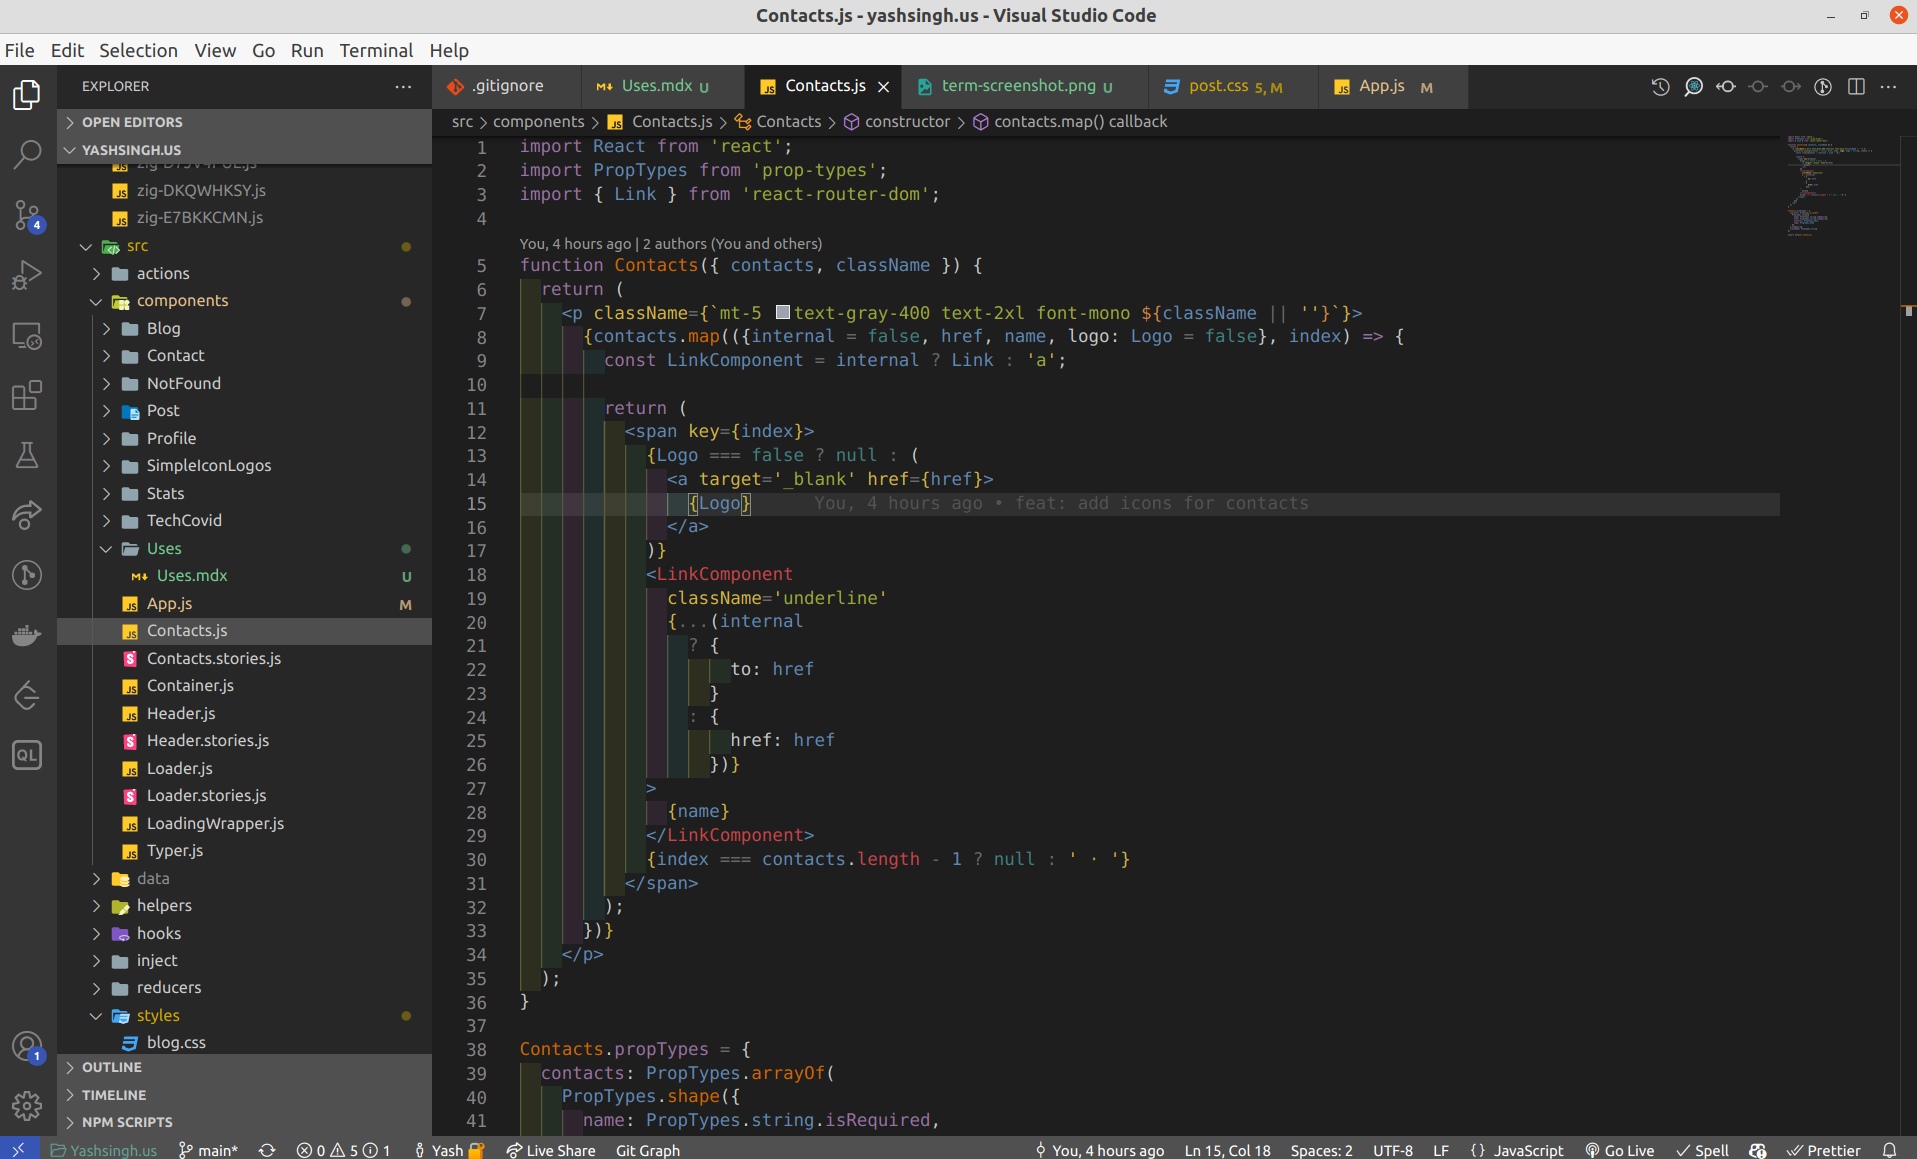 Contacts.js - yashsingh.us - Visual Studio Code
File Edit Selection View Go Run Terminal Help
EXPLORER
OPEN EDITORS
YASHSINGH.US
zig-DKQWHKSY.js
zig-E7BKKCMN.js
src
actions
components
Blog
Contact
NotFound
Post
Profile
SimpleIconLogos
Stats
TechCovid
Uses
Uses.mdx U
App.js M
Contacts.js
Contacts.stories.js
Container.js
Header.js
Header.stories.js
Loader.js
Loader.stories.js
LoadingWrapper.js
Typer.js
data
helpers
hooks
inject
reducers
styles
blog.css
OUTLINE
TIMELINE
NPM SCRIPTS
4
QL
1
.gitignore Uses.mdx U Contacts.js term-screenshot.png U post.css 5, M App.js M
src > components > Contacts.js > Contacts > constructor > contacts.map() callback
1 import React from 'react';
2 import PropTypes from 'prop-types';
3 import { Link } from 'react-router-dom';
4
You, 4 hours ago | 2 authors (You and others)
5 function Contacts({ contacts, className }) {
6 return (
7 <p className={`mt-5 text-gray-400 text-2xl font-mono ${className || ''}`}>
8 {contacts.map(({internal = false, href, name, logo: Logo = false}, index) => {
9 const LinkComponent = internal ? Link : 'a';
10
11 return (
12 <span key={index}>
13 {Logo === false ? null : (
14 <a target='_blank' href={href}>
15 {Logo} You, 4 hours ago • feat: add icons for contacts
16 </a>
17 )}
18 <LinkComponent
19 className='underline'
20 {...(internal
21 ? {
22 to: href
23 }
24 : {
25 href: href
26 })}
27 >
28 {name}
29 </LinkComponent>
30 {index === contacts.length - 1 ? null : ' · '}
31 </span>
32 );
33 })}
34 </p>
35 );
36 }
37
38 Contacts.propTypes = {
39 contacts: PropTypes.arrayOf(
40 PropTypes.shape({
41 name: PropTypes.string.isRequired,
Yashsingh.us main* 0 5 1 Yash Live Share Git Graph You, 4 hours ago Ln 15, Col 18 Spaces: 2 UTF-8 LF {} JavaScript Go Live Spell Prettier